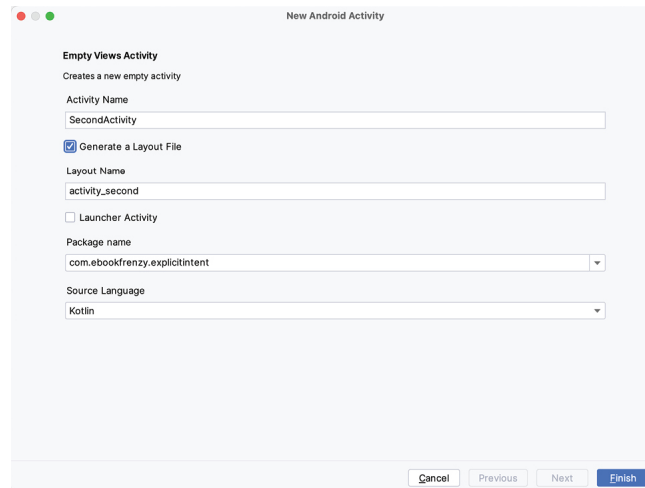 New Android Activity
Empty Views Activity
Creates a new empty activity
Activity Name
SecondActivity
Generate a Layout File
Layout Name
activity_second
Launcher Activity
Package name
com.ebookfrenzy.explicitintent
Source Language
Kotlin
Cancel Previous Next Finish